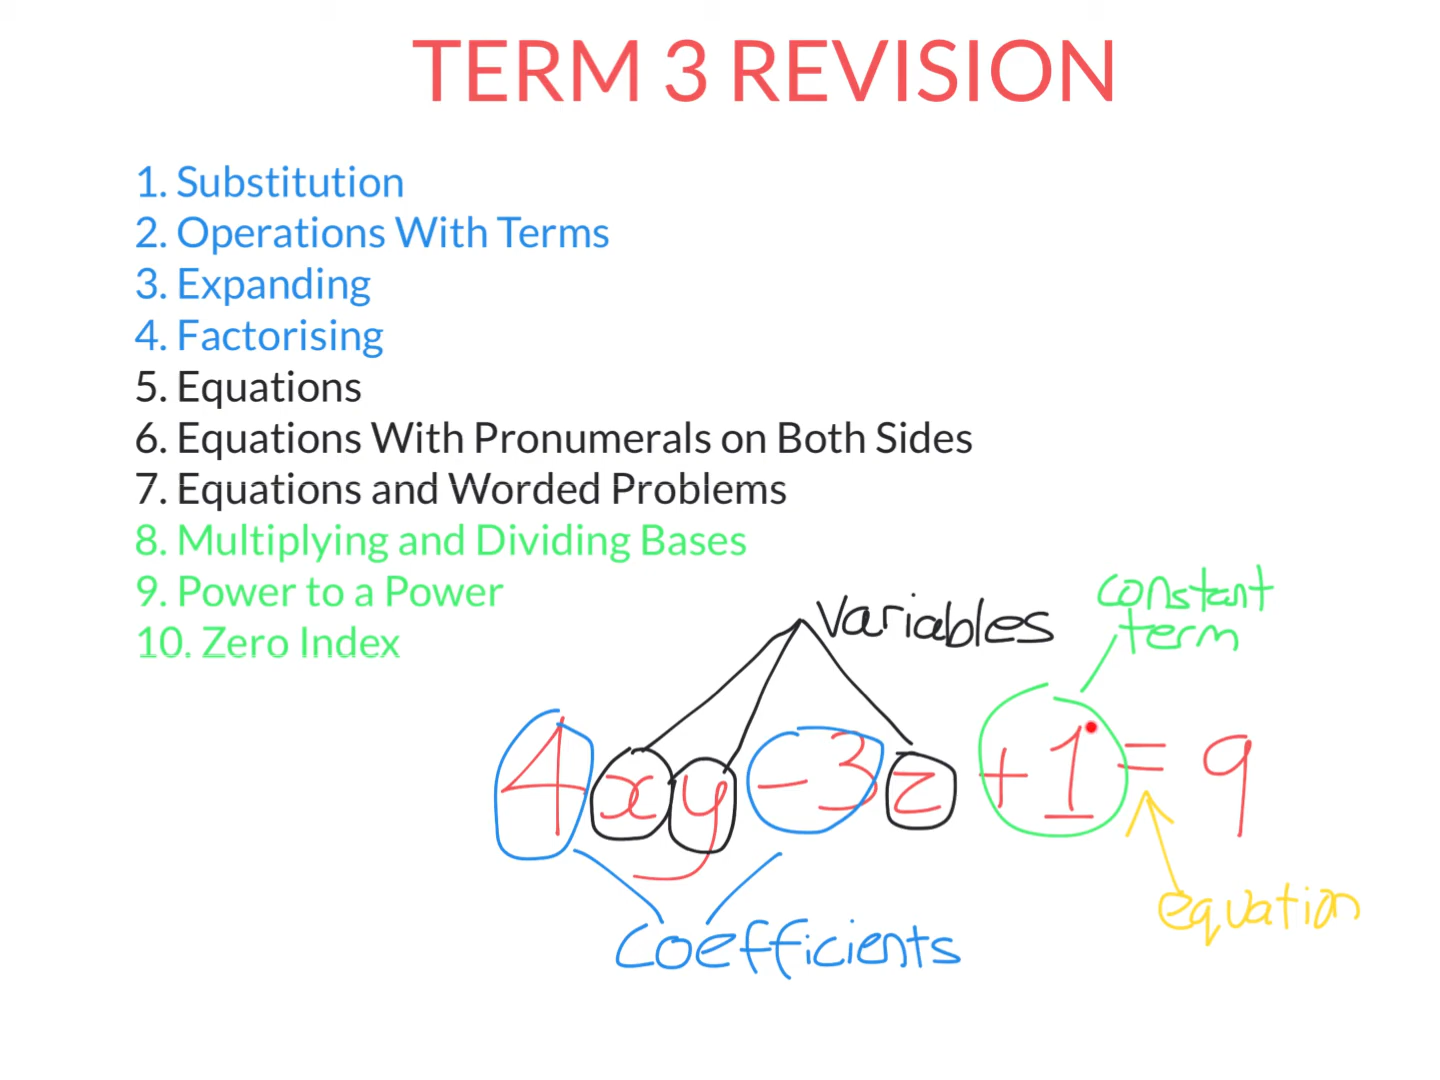 TERM 3 REVISION
1. Substitution
2. Operations With Terms
3. Expanding
4. Factorising
5. Equations
6. Equations With Pronumerals on Both Sides
7. Equations and Worded Problems
8. Multiplying and Dividing Bases
9. Power to a Power
10. Zero Index
variables
constant
term
4xy -3z +1 = 9
equation
coefficients